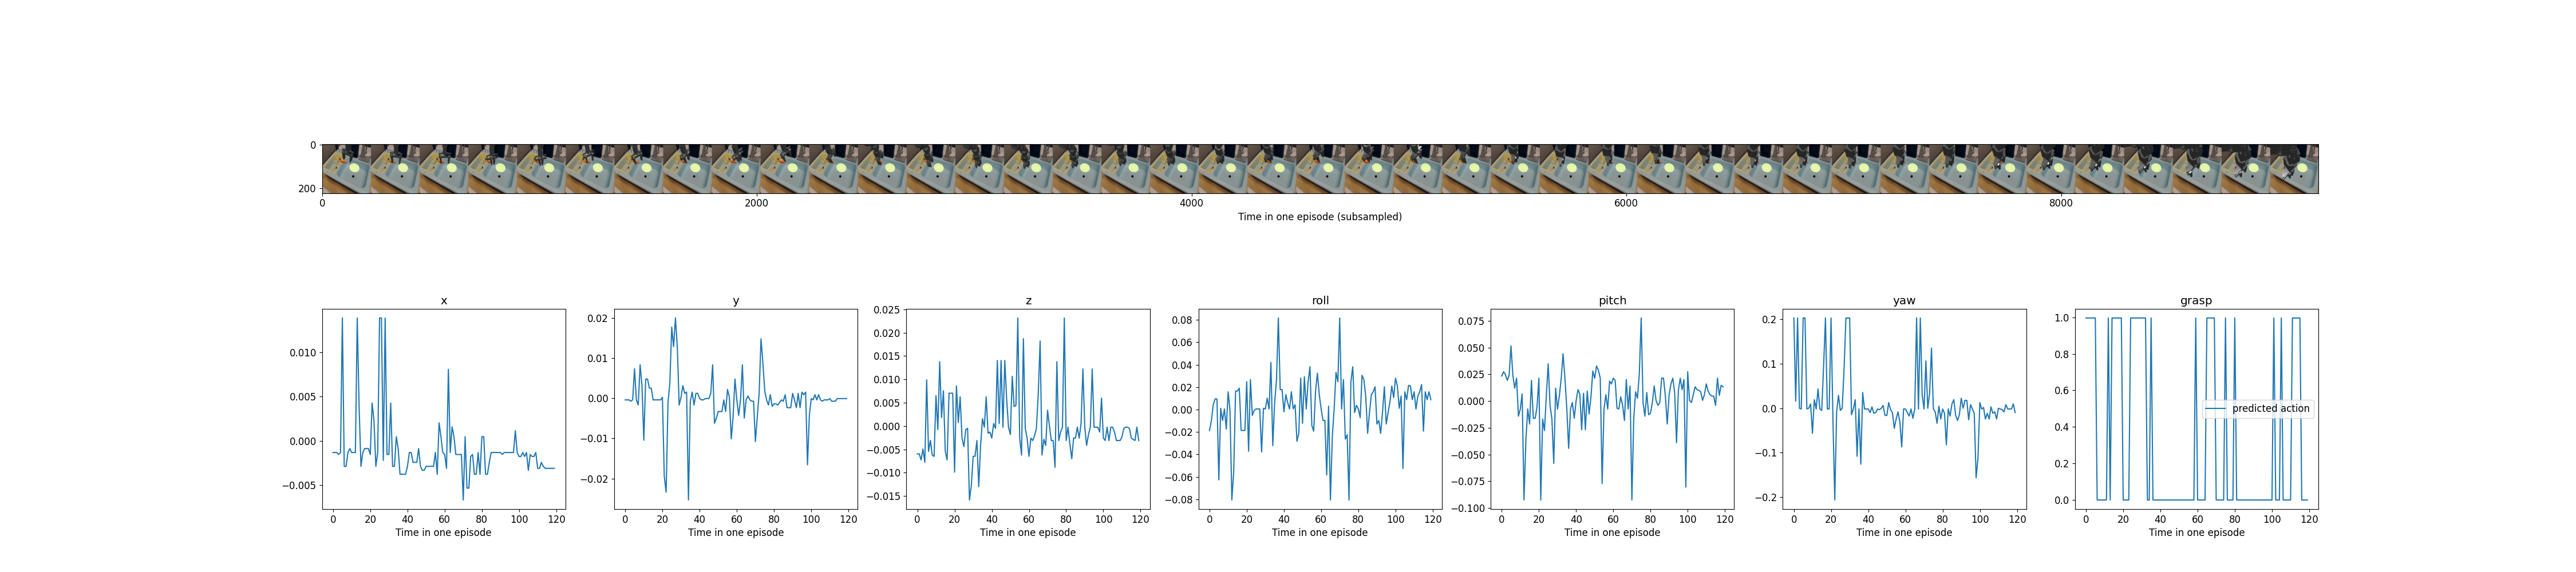 0
200
0 2000 4000 6000 8000
Time in one episode (subsampled)
x y z roll pitch yaw grasp
0.010
0.005
0.000
−0.005
0 20 40 60 80 100 120
Time in one episode
0.02
0.01
0.00
−0.01
−0.02
0 20 40 60 80 100 120
Time in one episode
0.025
0.020
0.015
0.010
0.005
0.000
−0.005
−0.010
−0.015
0 20 40 60 80 100 120
Time in one episode
0.08
0.06
0.04
0.02
0.00
−0.02
−0.04
−0.06
−0.08
0 20 40 60 80 100 120
Time in one episode
0.075
0.050
0.025
0.000
−0.025
−0.050
−0.075
−0.100
0 20 40 60 80 100 120
Time in one episode
0.2
0.1
0.0
−0.1
−0.2
0 20 40 60 80 100 120
Time in one episode
1.0
0.8
0.6
0.4
0.2
0.0
predicted action
0 20 40 60 80 100 120
Time in one episode